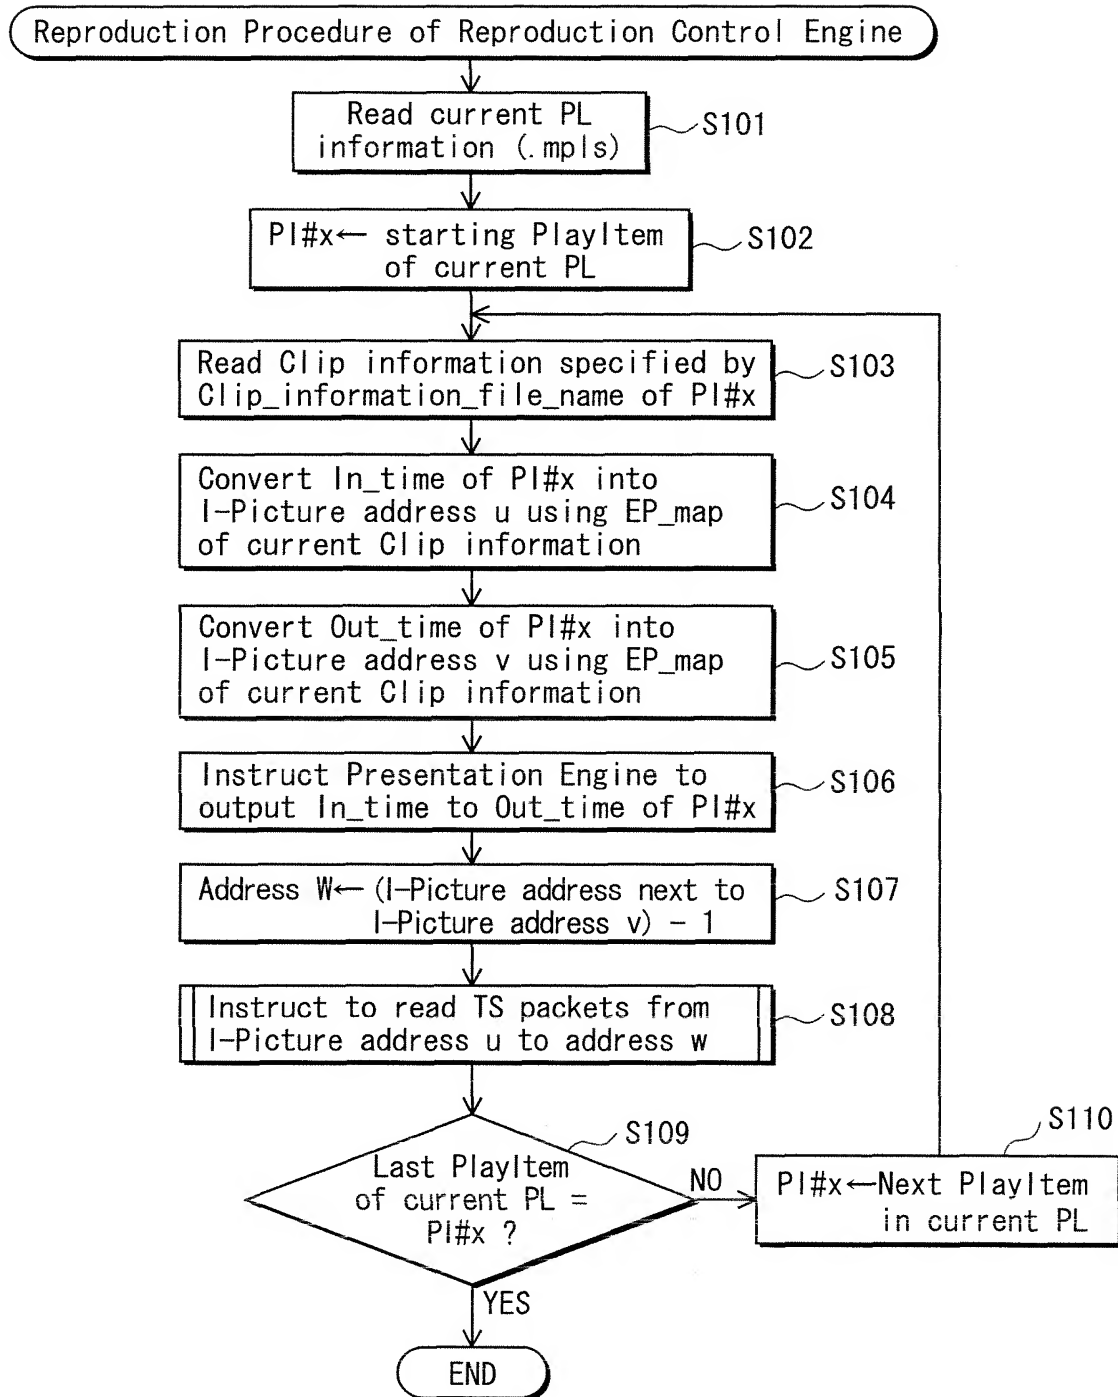 Reproduction Procedure of Reproduction Control Engine
Read current PL
information (.mpls)
S101
PI#x← starting PlayItem
of current PL
S102
Read Clip information specified by
Clip_information_file_name of PI#x
S103
Convert In_time of PI#x into
I-Picture address u using EP_map
of current Clip information
S104
Convert Out_time of PI#x into
I-Picture address v using EP_map
of current Clip information
S105
Instruct Presentation Engine to
output In_time to Out_time of PI#x
S106
Address W← (I-Picture address next to
I-Picture address v) - 1
S107
Instruct to read TS packets from
I-Picture address u to address w
S108
Last PlayItem
of current PL =
PI#x ?
S109
NO
PI#x←Next PlayItem
in current PL
S110
YES
END